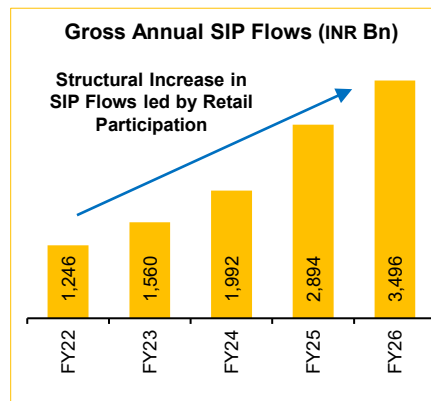 Gross Annual SIP Flows (INR Bn)
Structural Increase in
SIP Flows led by Retail
Participation
1,246
1,560
1,992
2,894
3,496
FY22
FY23
FY24
FY25
FY26